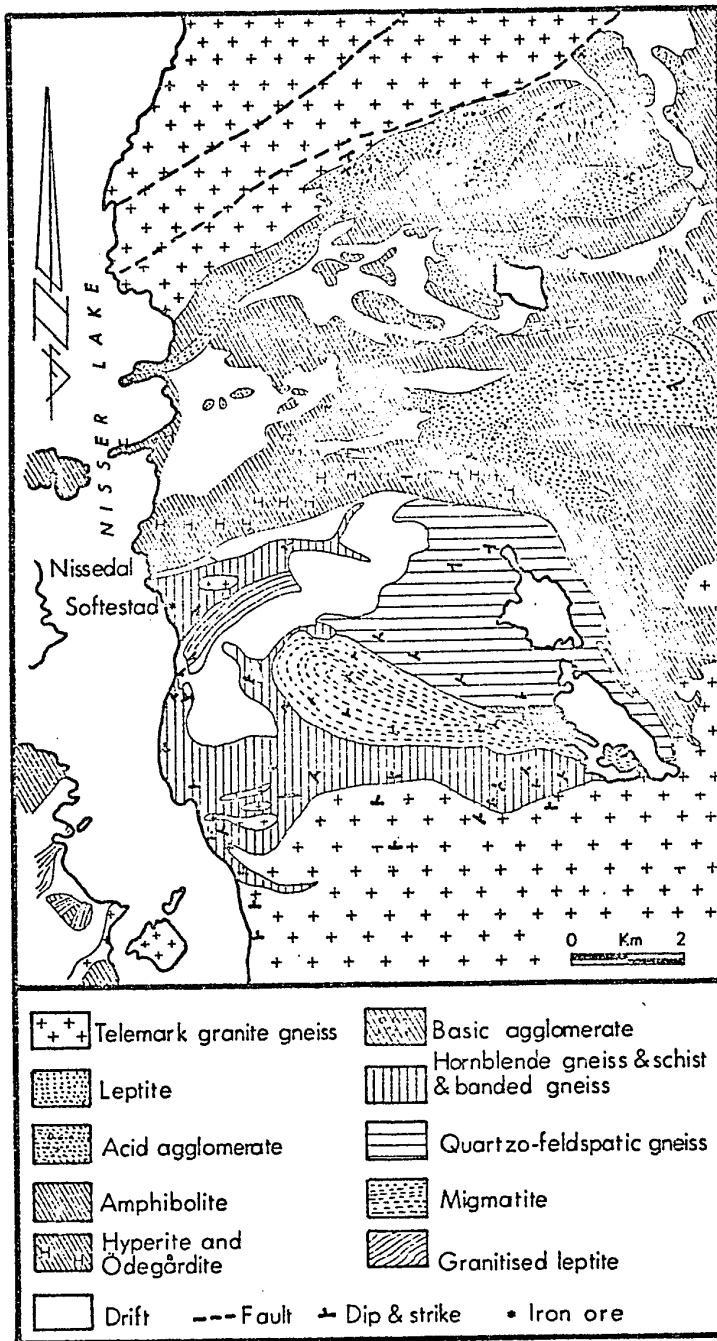 NISSER LAKE
Nissedal
Softestad
0 Km 2
Telemark granite gneiss
Leptite
Acid agglomerate
Amphibolite
Hyperite and
Ödegårdite
Basic agglomerate
Hornblende gneiss & schist
& banded gneiss
Quartzo-feldspatic gneiss
Migmatite
Granitised leptite
Drift Fault Dip & strike Iron ore